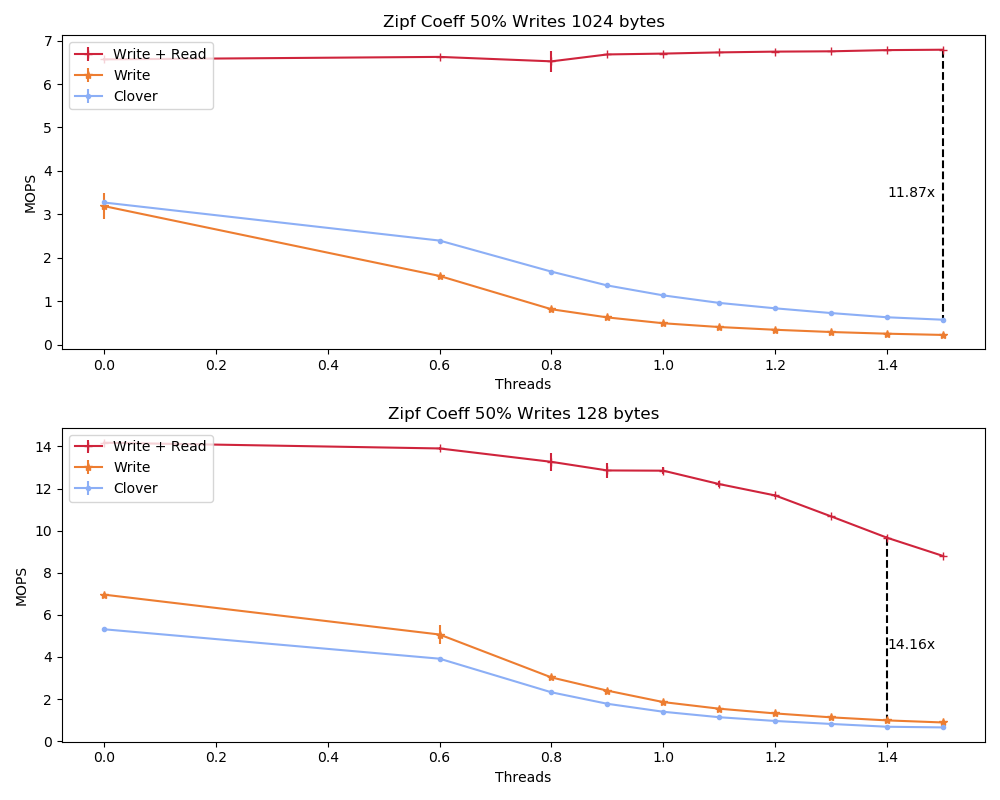 Zipf Coeff 50% Writes 1024 bytes
Write + Read
Write
Clover
MOPS
7
6
5
4
3
2
1
0
11.87x
0.0 0.2 0.4 0.6 0.8 1.0 1.2 1.4
Threads
Zipf Coeff 50% Writes 128 bytes
Write + Read
Write
Clover
MOPS
14
12
10
8
6
4
2
0
14.16x
0.0 0.2 0.4 0.6 0.8 1.0 1.2 1.4
Threads